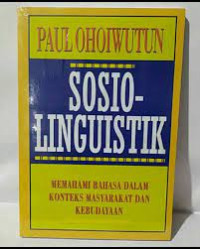 PAUL OHOIWUTUN
SOSIO-
LINGUISTIK
MEMAHAMI BAHASA DALAM
KONTEKS MASYARAKAT DAN
KEBUDAYAAN